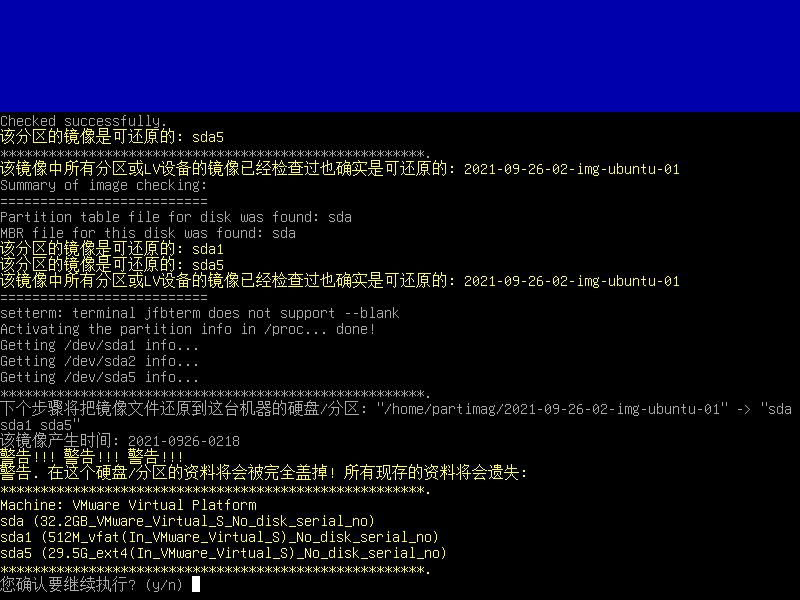 Checked successfully.
该分区的镜像是可还原的: sda5
*****************************************************.
该镜像中所有分区或LV设备的镜像已经检查过也确实是可还原的: 2021-09-26-02-img-ubuntu-01
Summary of image checking:
==========================
Partition table file for disk was found: sda
MBR file for this disk was found: sda
该分区的镜像是可还原的: sda1
该分区的镜像是可还原的: sda5
该镜像中所有分区或LV设备的镜像已经检查过也确实是可还原的: 2021-09-26-02-img-ubuntu-01
==========================
setterm: terminal jfbterm does not support --blank
Activating the partition info in /proc... done!
Getting /dev/sda1 info...
Getting /dev/sda2 info...
Getting /dev/sda5 info...
*****************************************************.
下个步骤将把镜像文件还原到这台机器的硬盘/分区: "/home/partimag/2021-09-26-02-img-ubuntu-01" -> "sda
sda1 sda5"
该镜像产生时间: 2021-0926-0218
警告!!! 警告!!! 警告!!!
警告. 在这个硬盘/分区的资料将会被完全盖掉! 所有现存的资料将会遗失:
*****************************************************.
Machine: VMware Virtual Platform
sda (32.2GB_VMware_Virtual_S_No_disk_serial_no)
sda1 (512M_vfat(In_VMware_Virtual_S)_No_disk_serial_no)
sda5 (29.5G_ext4(In_VMware_Virtual_S)_No_disk_serial_no)
*****************************************************.
您确认要继续执行? (y/n)